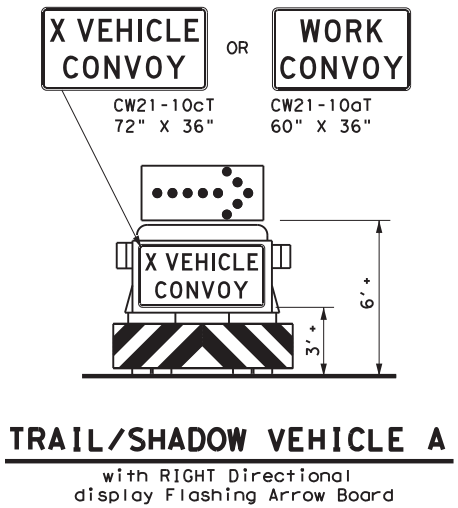 X VEHICLE
CONVOY
OR
WORK
CONVOY
CW21-10cT
72" X 36"
CW21-10aT
60" X 36"
X VEHICLE
CONVOY
6' +
3' +
TRAIL/SHADOW VEHICLE A
with RIGHT Directional
display Flashing Arrow Board